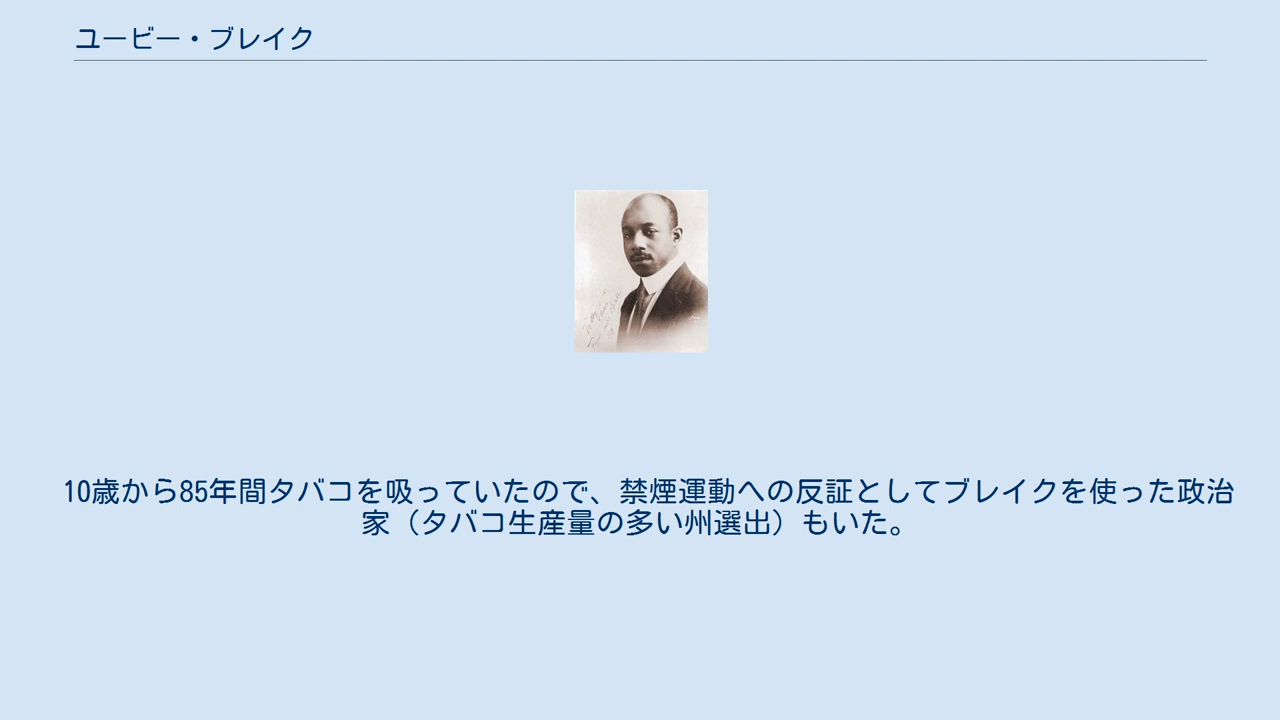 ユービー・ブレイク
10歳から85年間タバコを吸っていたので、禁煙運動への反証としてブレイクを使った政治
家（タバコ生産量の多い州選出）もいた。